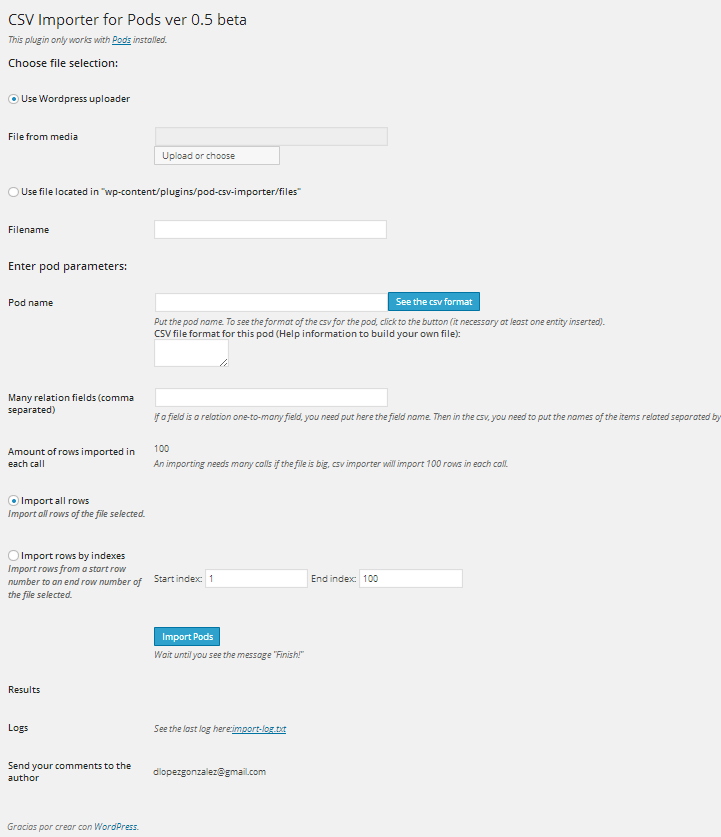 CSV Importer for Pods ver 0.5 beta
This plugin only works with Pods installed.
Choose file selection:
Use Wordpress uploader
File from media
Upload or choose
Use file located in "wp-content/plugins/pod-csv-importer/files"
Filename
Enter pod parameters:
Pod name
See the csv format
Put the pod name. To see the format of the csv for the pod, click to the button (it necessary at least one entity inserted).
CSV file format for this pod (Help information to build your own file):
Many relation fields (comma
separated)
If a field is a relation one-to-many field, you need put here the field name. Then in the csv, you need to put the names of the items related separated by
Amount of rows imported in
each call
100
An importing needs many calls if the file is big, csv importer will import 100 rows in each call.
Import all rows
Import all rows of the file selected.
Import rows by indexes
Import rows from a start row
number to an end row number of
the file selected.
Start index: 1 End index: 100
Import Pods
Wait until you see the message "Finish!"
Results
Logs
See the last log here:import-log.txt
Send your comments to the
author
dlopezgonzalez@gmail.com
Gracias por crear con WordPress.